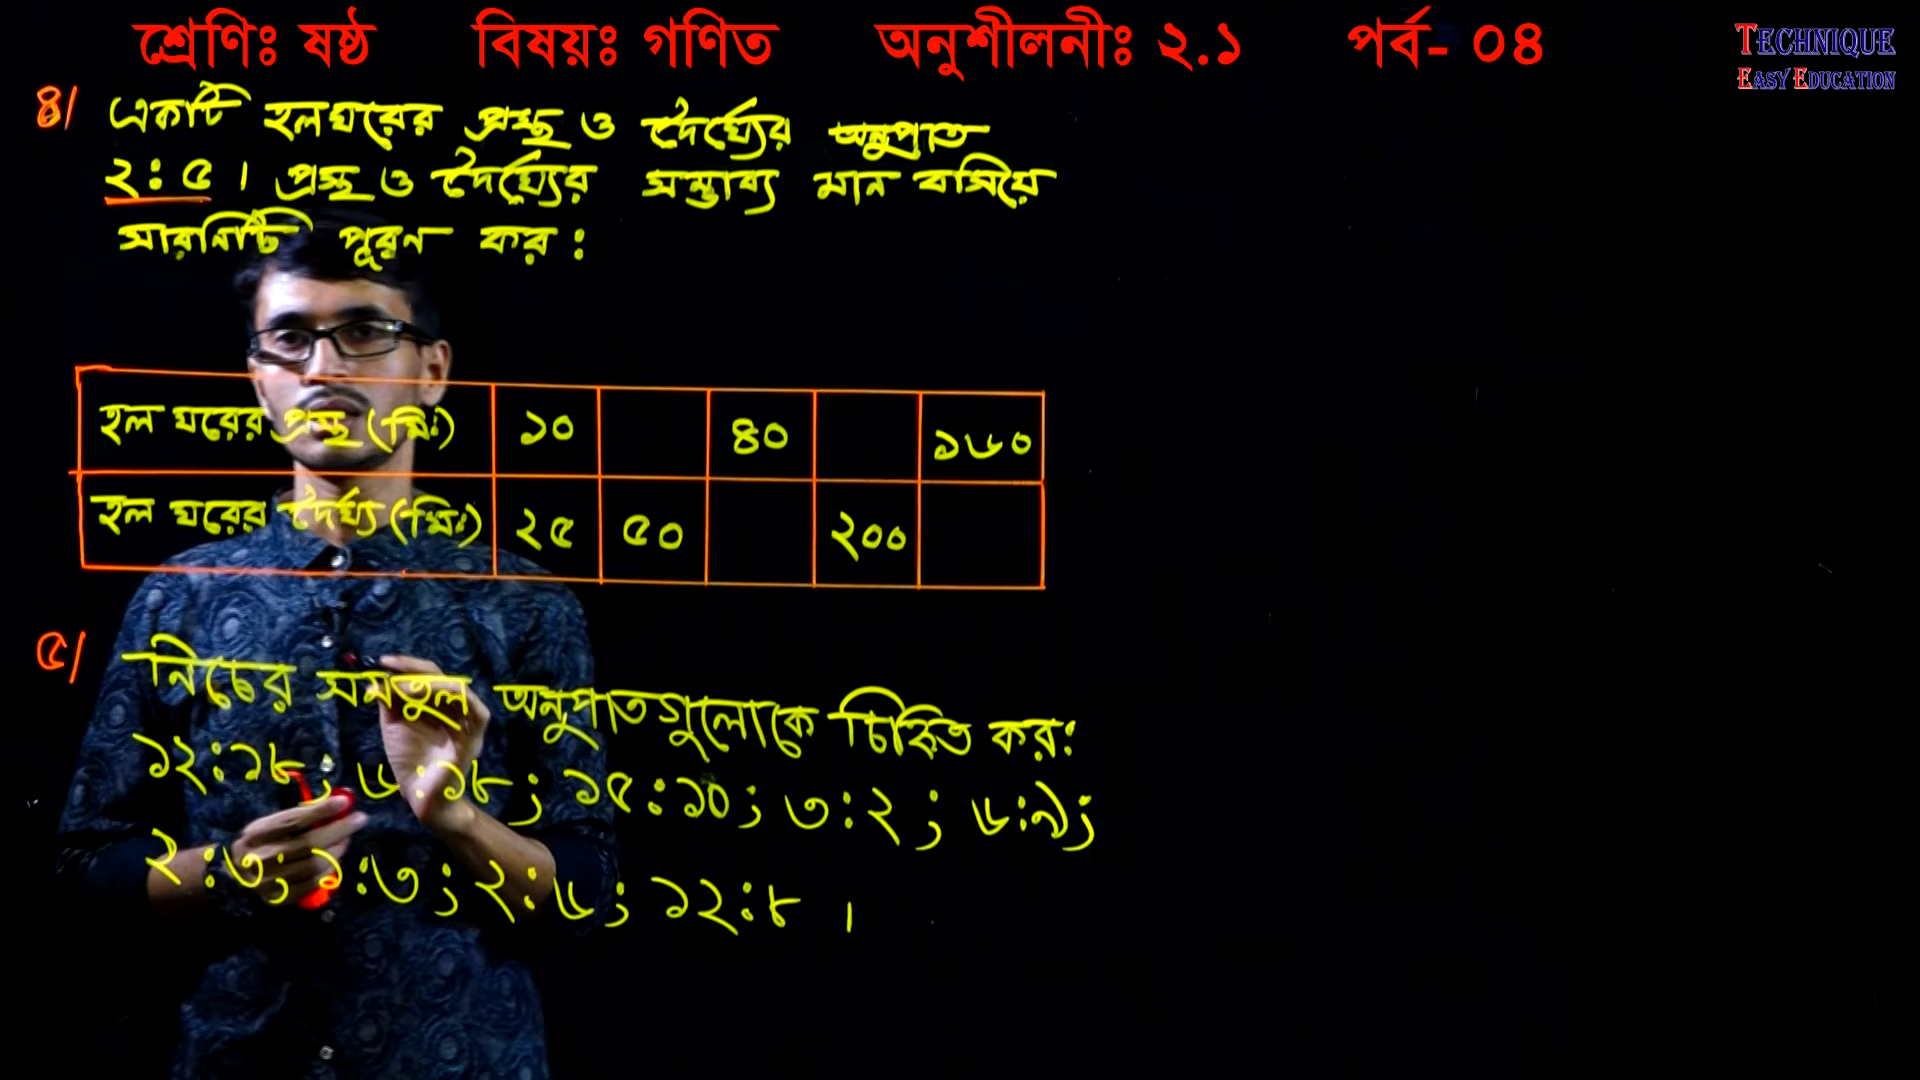 শ্রেণিঃ ষষ্ঠ বিষয়ঃ গণিত অনুশীলনীঃ ২.১ পর্ব- ০৪
TECHNIQUE
EASY EDUCATION
৪/ একটি হলঘরের প্রস্থ ও দৈর্ঘ্যের অনুপাত
২:৫। প্রস্থ ও দৈর্ঘ্যের সম্ভাব্য মান বসিয়ে
সারণিটি পূরণ কর:
হল ঘরের প্রস্থ (মিঃ) ১০ ৪০ ১৬০
হল ঘরের দৈর্ঘ্য (মিঃ) ২৫ ৫০ ২০০
৫/ নিচের সমতুল অনুপাতগুলোকে চিহ্নিত কর:
১২:১৮; ৬:১৮; ১৫:১০; ৩:২; ৬:৯;
২:৩; ১:৩; ২:৬; ১২:৮।